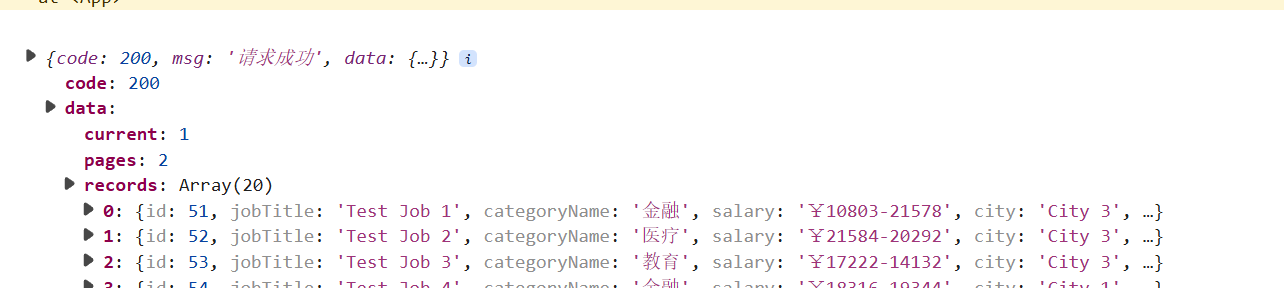 at <App>
{code: 200, msg: '请求成功', data: {…}} i
code: 200
data:
current: 1
pages: 2
records: Array(20)
0: {id: 51, jobTitle: 'Test Job 1', categoryName: '金融', salary: '￥10803-21578', city: 'City 3', …}
1: {id: 52, jobTitle: 'Test Job 2', categoryName: '医疗', salary: '￥21584-20292', city: 'City 3', …}
2: {id: 53, jobTitle: 'Test Job 3', categoryName: '教育', salary: '￥17222-14132', city: 'City 3', …}
3: {id: 54, jobTitle: 'Test Job 4', categoryName: '金融', salary: '￥18316-19344', city: 'City 1', …}